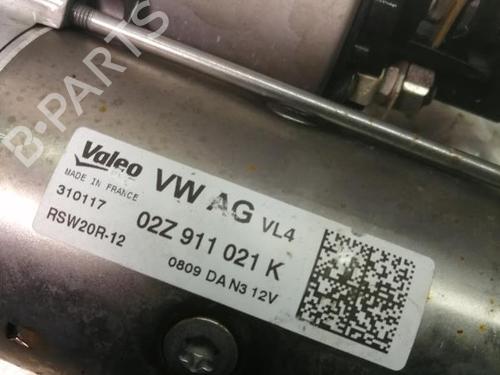 B-PARTS
Valeo VW AG VL4
MADE IN FRANCE
310117
RSW20R-12
02Z 911 021 K
0809 DA N3 12V